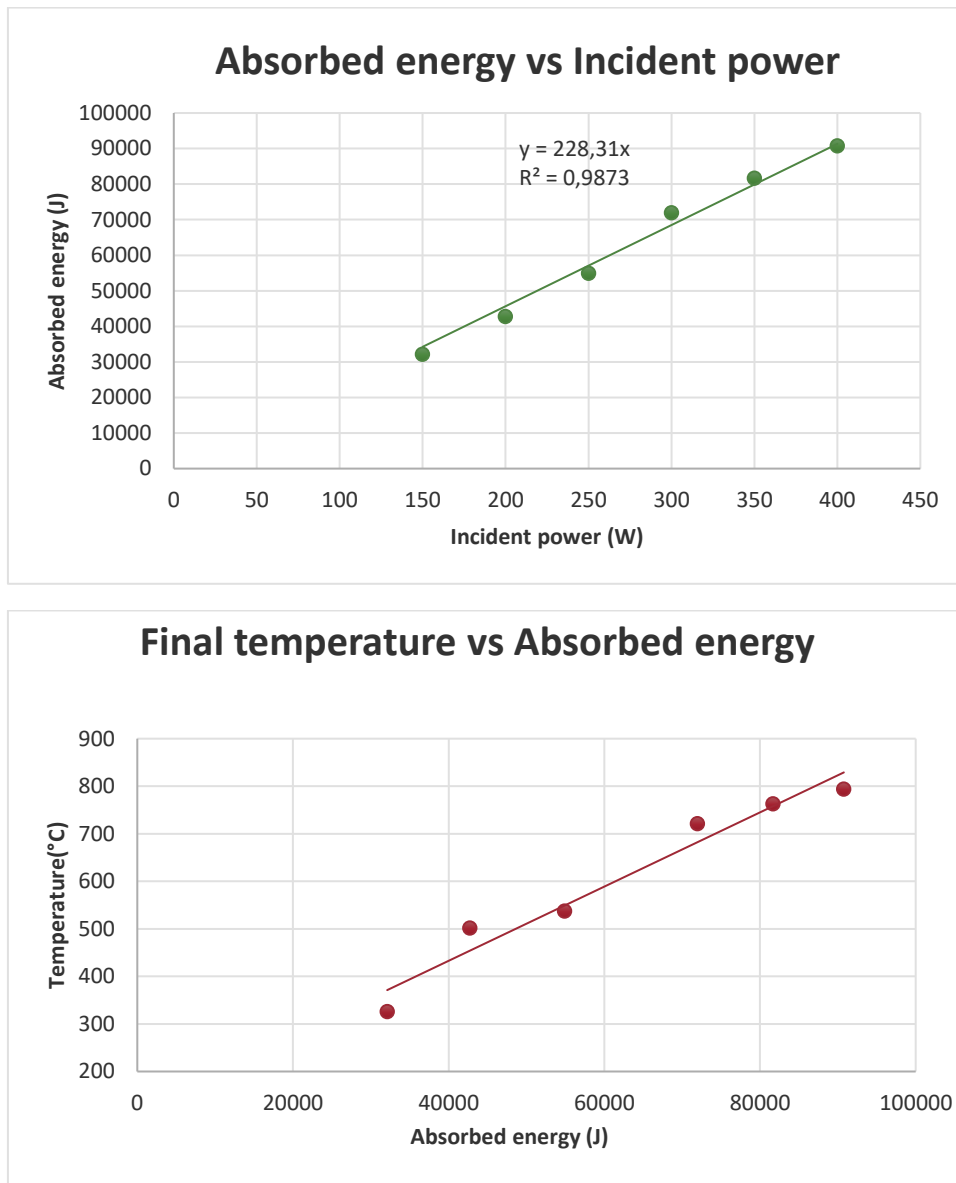 Absorbed energy vs Incident power
100000
90000
80000
70000
60000
50000
40000
30000
20000
10000
0
Absorbed energy (J)
y = 228,31x
R² = 0,9873
0 50 100 150 200 250 300 350 400 450
Incident power (W)
Final temperature vs Absorbed energy
900
800
700
600
500
400
300
200
Temperature(°C)
0 20000 40000 60000 80000 100000
Absorbed energy (J)